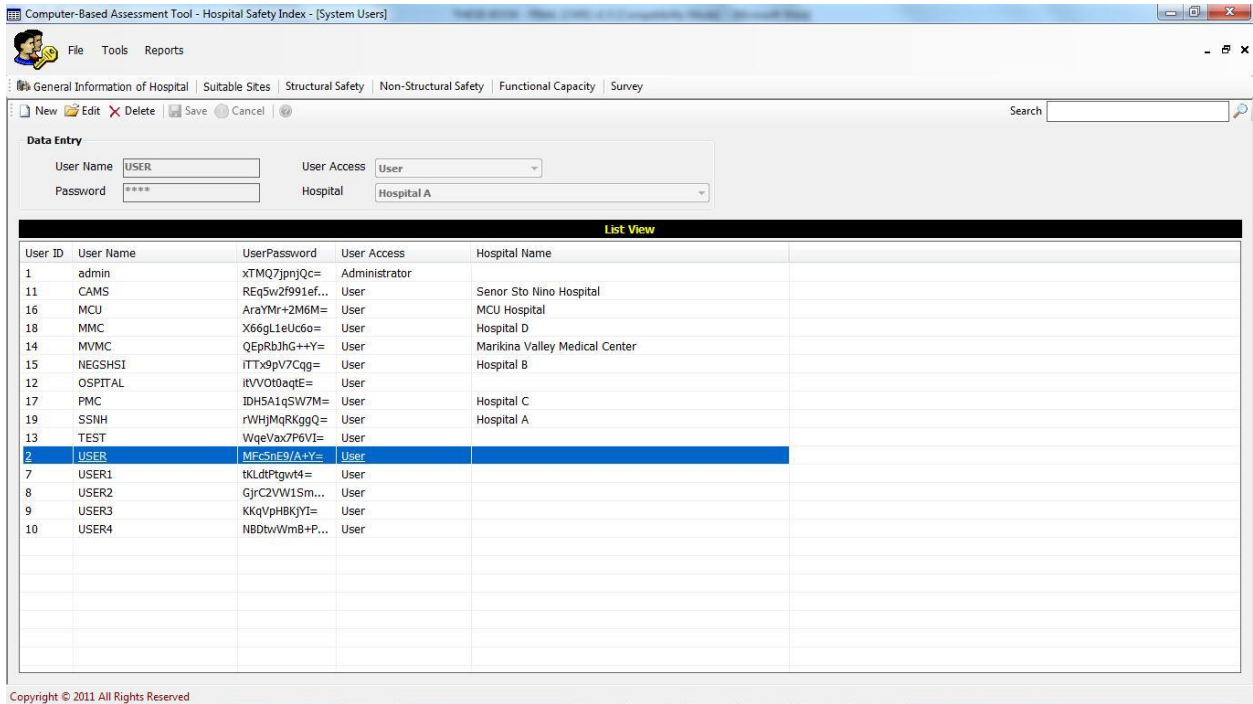 Computer-Based Assessment Tool - Hospital Safety Index - [System Users]
File Tools Reports
General Information of Hospital Suitable Sites Structural Safety Non-Structural Safety Functional Capacity Survey
New Edit Delete Save Cancel Search
Data Entry
User Name USER User Access User
Password **** Hospital Hospital A
List View
User ID User Name UserPassword User Access Hospital Name
1 admin xTMQ7jpnjQc= Administrator
11 CAMS REq5w2f991ef... User Senor Sto Nino Hospital
16 MCU AraYMr+2M6M= User MCU Hospital
18 MMC X66gL1eUc6o= User Hospital D
14 MVMC QEpRbJhG++Y= User Marikina Valley Medical Center
15 NEGSHSI iTTx9pV7Cqg= User Hospital B
12 OSPITAL itVVOt0aqtE= User
17 PMC IDH5A1qSW7M= User Hospital C
19 SSNH rWHjMqRKggQ= User Hospital A
13 TEST WqeVax7P6VI= User
2 USER MFc5nE9/A+Y= User
7 USER1 tKLdtPtgwt4= User
8 USER2 GjrC2VW1Sm... User
9 USER3 KKqVpHBKjYI= User
10 USER4 NBDtwWmB+P... User
Copyright © 2011 All Rights Reserved